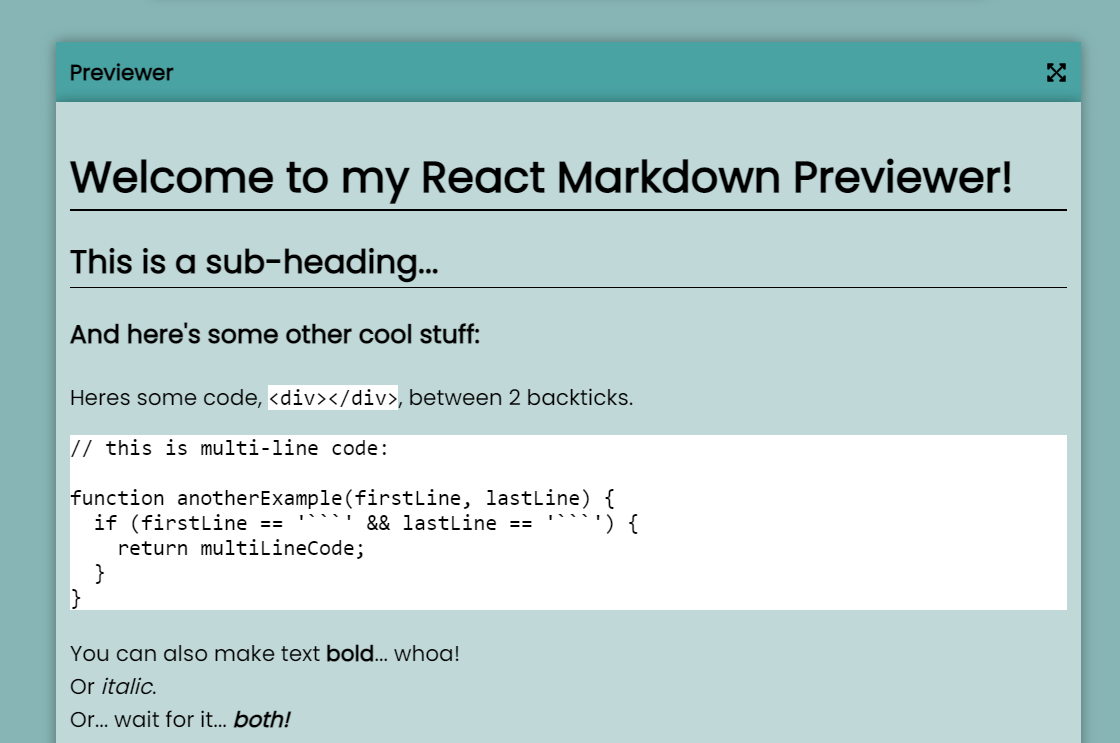 Previewer
Welcome to my React Markdown Previewer!
This is a sub-heading...
And here's some other cool stuff:
Heres some code, <div></div>, between 2 backticks.
// this is multi-line code:
function anotherExample(firstLine, lastLine) {
  if (firstLine == '```' && lastLine == '```') {
    return multiLineCode;
  }
}
You can also make text bold... whoa!
Or italic.
Or... wait for it... both!